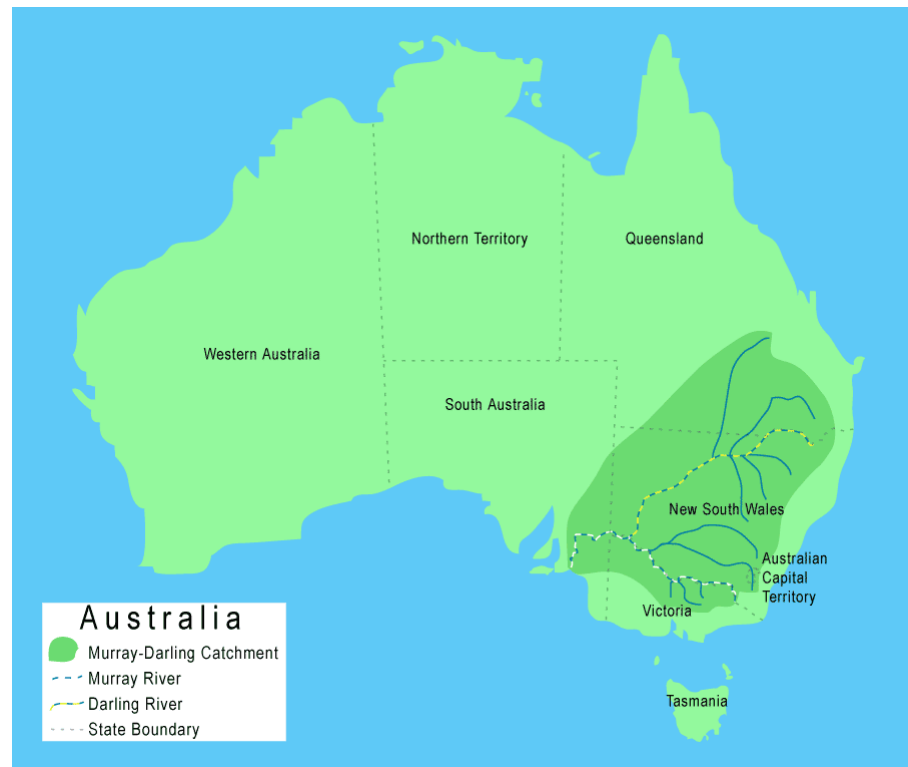 Northern Territory
Queensland
Western Australia
South Australia
New South Wales
Australian
Capital
Territory
Victoria
Tasmania
Australia
Murray-Darling Catchment
Murray River
Darling River
State Boundary